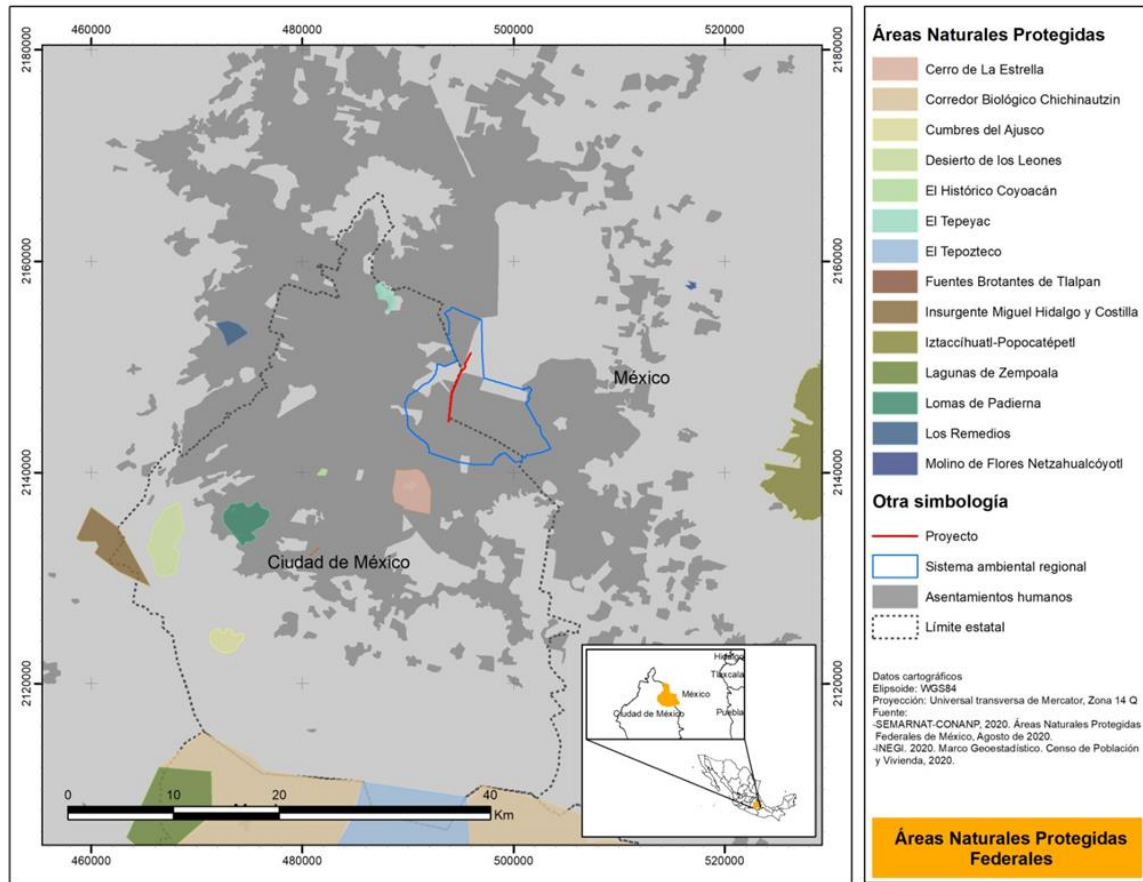 460000
480000
500000
520000
2180000
2180000
2160000
2160000
2140000
2140000
2120000
2120000
México
Ciudad de México
0
10
20
40
Km
460000
480000
500000
520000
Hidalgo
Tlaxcala
México
Ciudad de México
Puebla
Áreas Naturales Protegidas
Cerro de La Estrella
Corredor Biológico Chichinautzin
Cumbres del Ajusco
Desierto de los Leones
El Histórico Coyoacán
El Tepeyac
El Tepozteco
Fuentes Brotantes de Tlalpan
Insurgente Miguel Hidalgo y Costilla
Iztaccíhuatl-Popocatépetl
Lagunas de Zempoala
Lomas de Padierna
Los Remedios
Molino de Flores Netzahualcóyotl
Otra simbología
Proyecto
Sistema ambiental regional
Asentamientos humanos
Límite estatal
Datos cartográficos
Elipsoide: WGS84
Proyección: Universal transversa de Mercator, Zona 14 Q
Fuente:
-SEMARNAT-CONANP, 2020. Áreas Naturales Protegidas
Federales de México, Agosto de 2020.
-INEGI. 2020. Marco Geoestadístico. Censo de Población
y Vivienda, 2020.
Áreas Naturales Protegidas
Federales